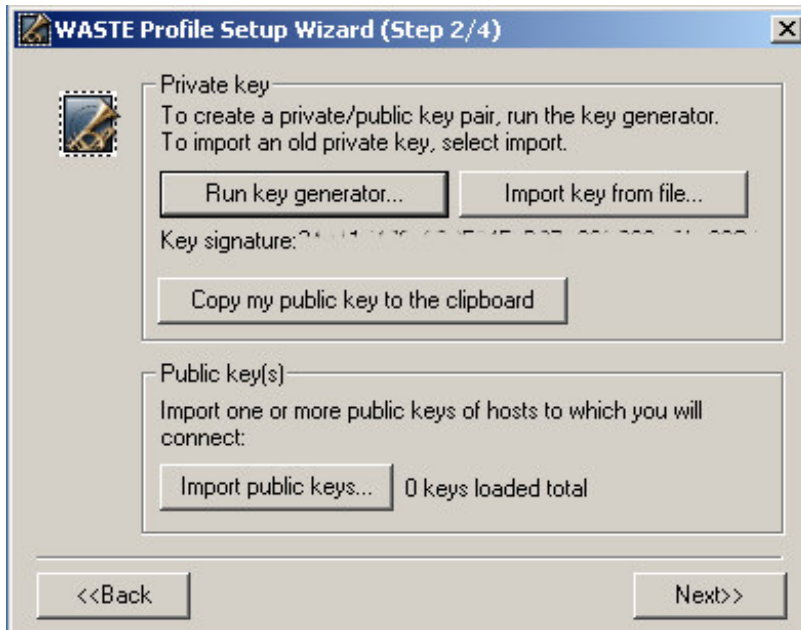 WASTE Profile Setup Wizard (Step 2/4)
Private key
To create a private/public key pair, run the key generator.
To import an old private key, select import.
Run key generator... Import key from file...
Key signature:
Copy my public key to the clipboard
Public key(s)
Import one or more public keys of hosts to which you will
connect:
Import public keys... 0 keys loaded total
<<Back Next>>